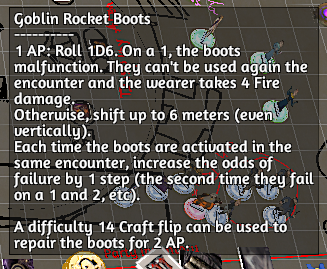 Goblin Rocket Boots
----------
1 AP: Roll 1D6. On a 1, the boots
malfunction. They can't be used again the
encounter and the wearer takes 4 Fire
damage.
Otherwise, shift up to 6 meters (even
vertically).
Each time the boots are activated in the
same encounter, increase the odds of
failure by 1 step (the second time they fail
on a 1 and 2, etc).

A difficulty 14 Craft flip can be used to
repair the boots for 2 AP.